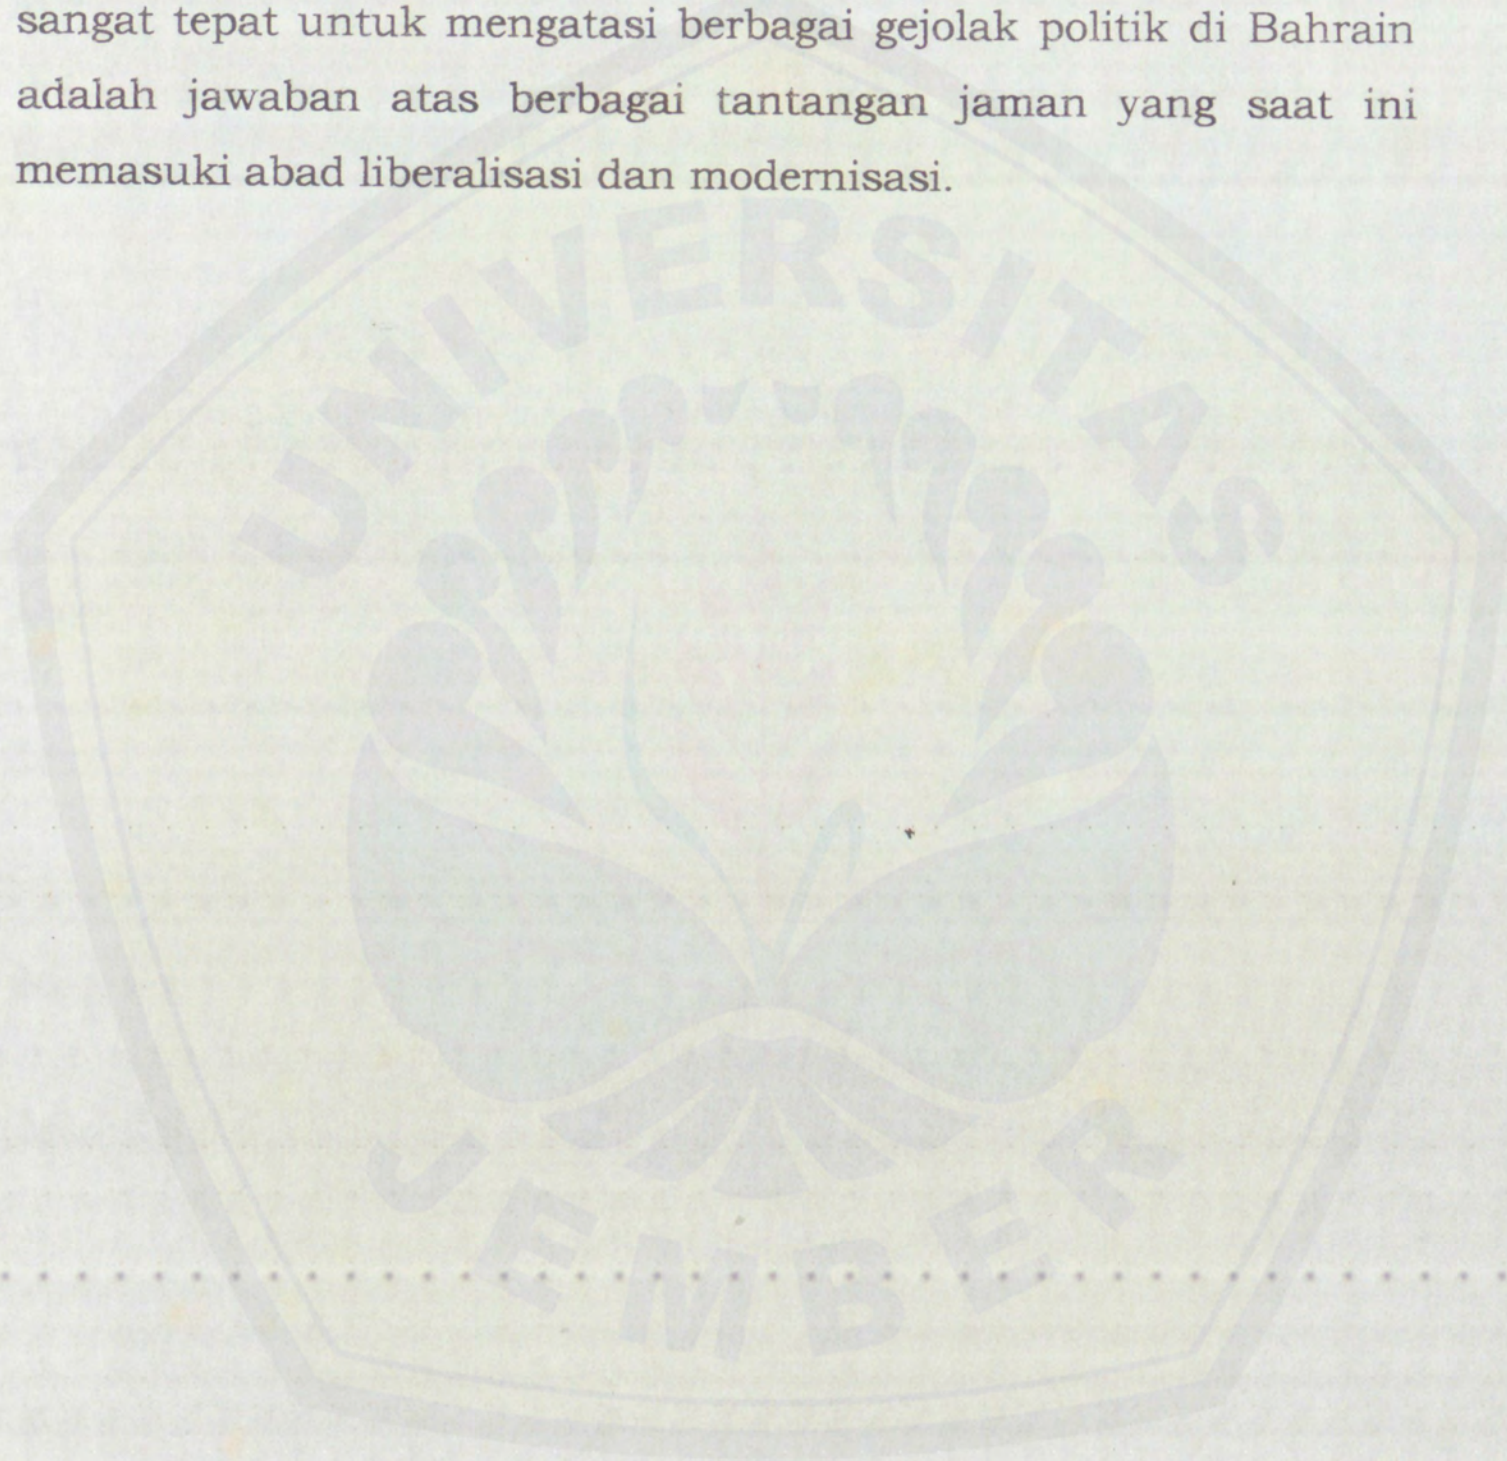 sangat tepat untuk mengatasi berbagai gejolak politik di Bahrain
adalah jawaban atas berbagai tantangan jaman yang saat ini
memasuki abad liberalisasi dan modernisasi.
UNIVERSITAS
JEMBER